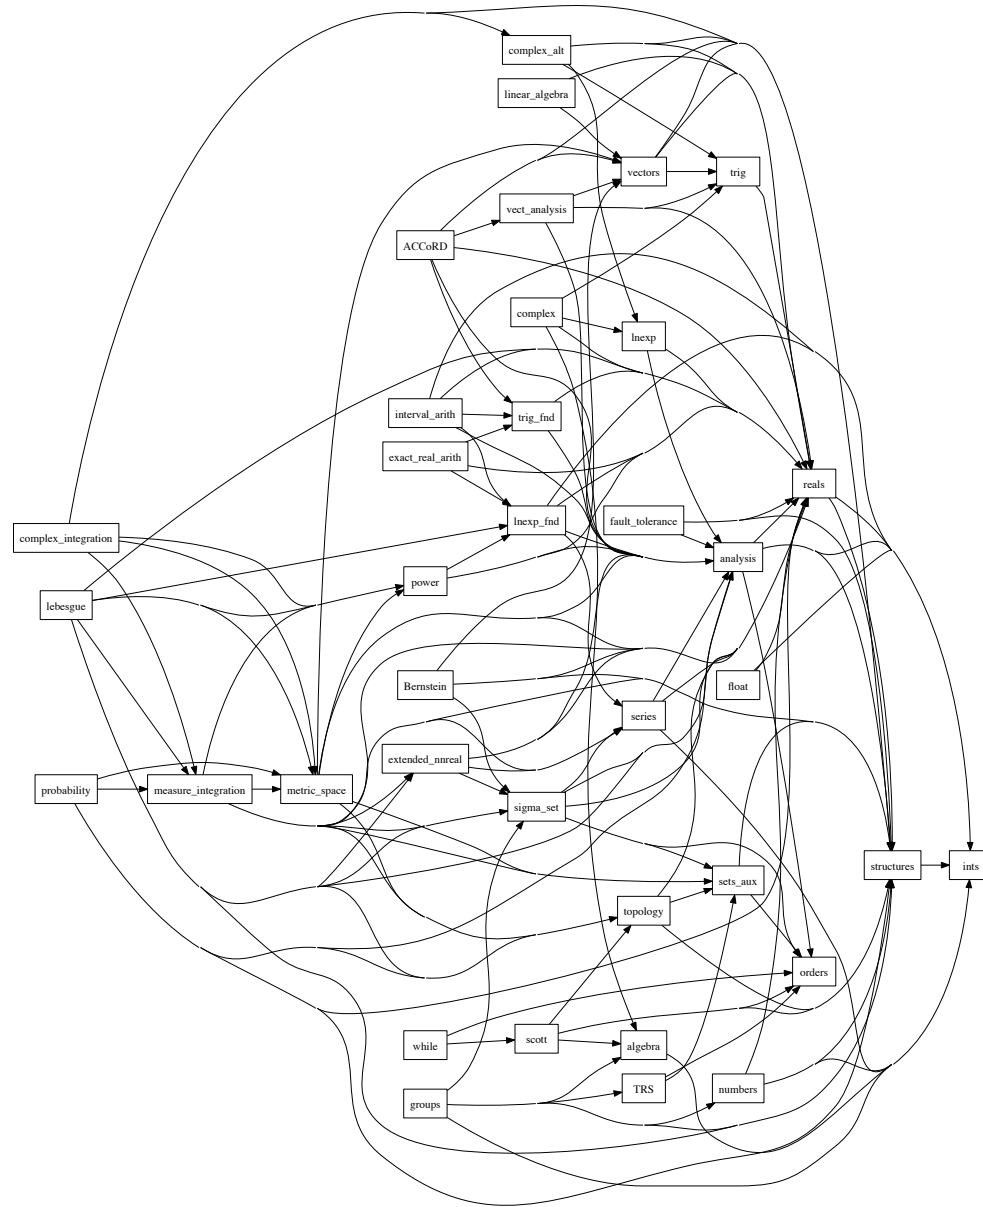 complex_alt
linear_algebra
vectors
trig
vect_analysis
ACCoRD
complex
lnexp
interval_arith
trig_fnd
exact_real_arith
reals
lnexp_fnd
fault_tolerance
complex_integration
analysis
power
lebesgue
Bernstein
float
series
extended_nnreal
probability
measure_integration
metric_space
sigma_set
structures
ints
sets_aux
topology
orders
while
scott
algebra
TRS
numbers
groups